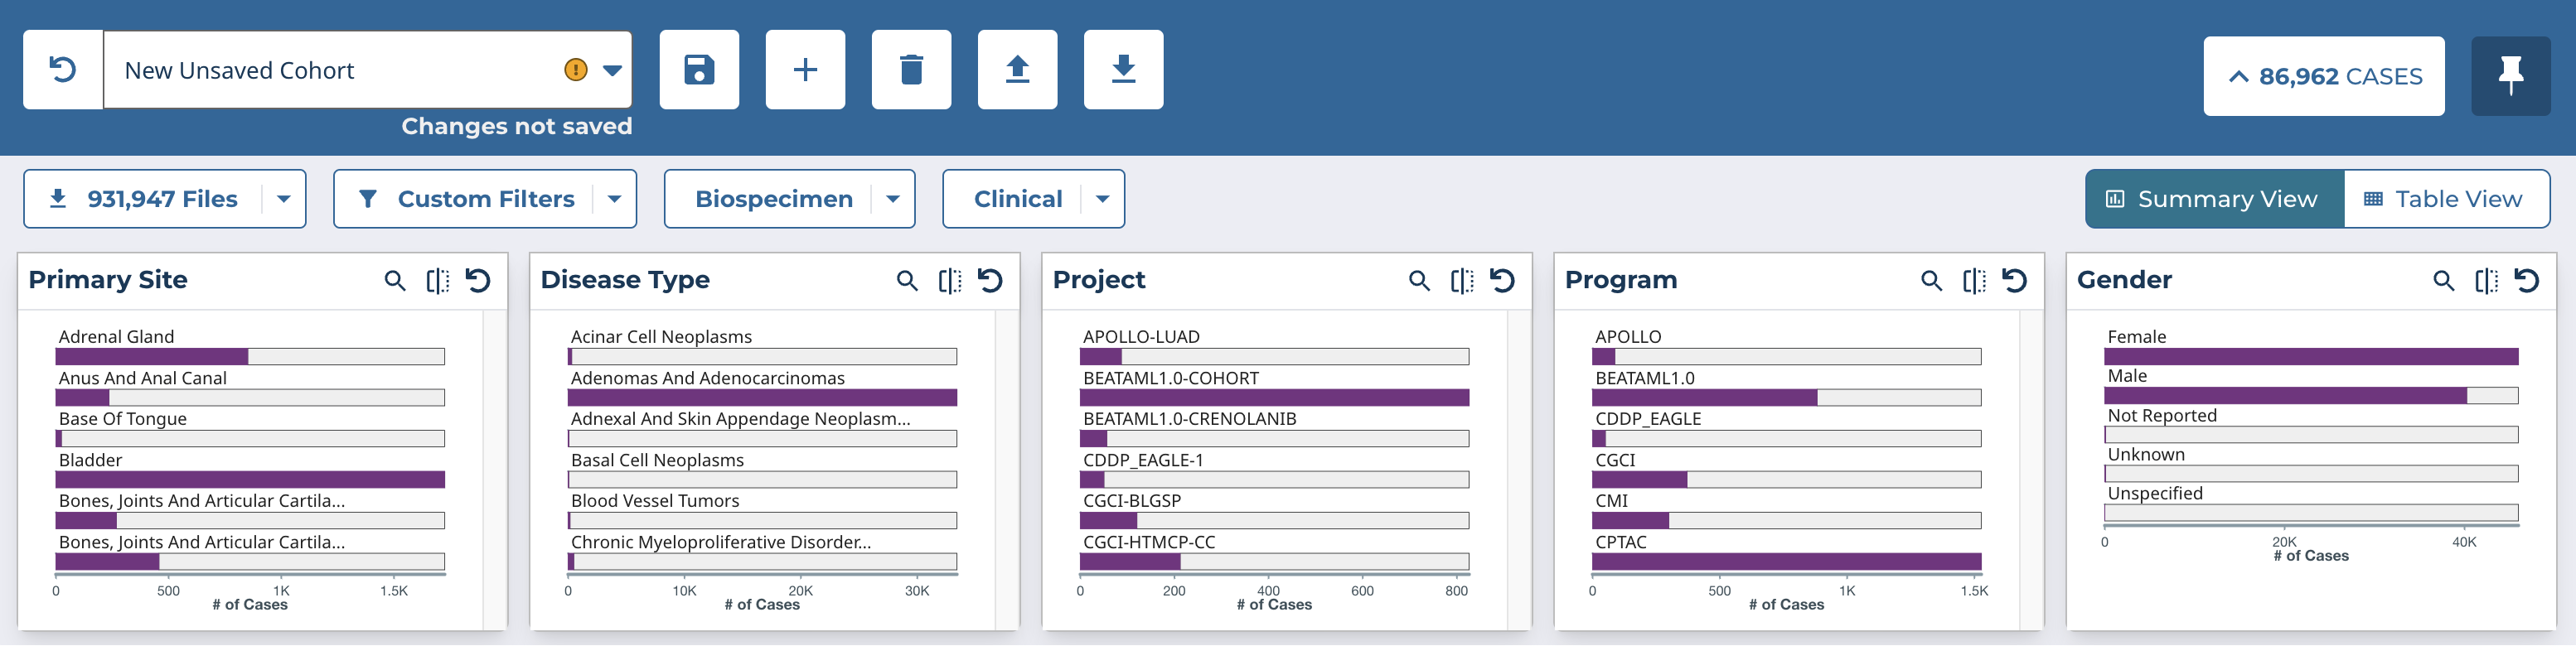 New Unsaved Cohort
Changes not saved
86,962 CASES
931,947 Files
Custom Filters
Biospecimen
Clinical
Summary View
Table View
Primary Site
Adrenal Gland
Anus And Anal Canal
Base Of Tongue
Bladder
Bones, Joints And Articular Cartila...
Bones, Joints And Articular Cartila...
0 500 1K 1.5K
# of Cases
Disease Type
Acinar Cell Neoplasms
Adenomas And Adenocarcinomas
Adnexal And Skin Appendage Neoplasm...
Basal Cell Neoplasms
Blood Vessel Tumors
Chronic Myeloproliferative Disorder...
0 10K 20K 30K
# of Cases
Project
APOLLO-LUAD
BEATAML1.0-COHORT
BEATAML1.0-CRENOLANIB
CDDP_EAGLE-1
CGCI-BLGSP
CGCI-HTMCP-CC
0 200 400 600 800
# of Cases
Program
APOLLO
BEATAML1.0
CDDP_EAGLE
CGCI
CMI
CPTAC
0 500 1K 1.5K
# of Cases
Gender
Female
Male
Not Reported
Unknown
Unspecified
0 20K 40K
# of Cases